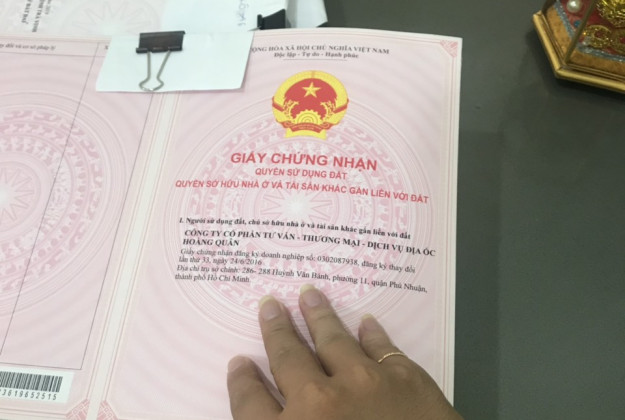 CỘNG HÒA XÃ HỘI CHỦ NGHĨA VIỆT NAM
Độc lập - Tự do - Hạnh phúc
GIẤY CHỨNG NHẬN
QUYỀN SỬ DỤNG ĐẤT
QUYỀN SỞ HỮU NHÀ Ở VÀ TÀI SẢN KHÁC GẮN LIỀN VỚI ĐẤT
I. Người sử dụng đất, chủ sở hữu nhà ở và tài sản khác gắn liền với đất
CÔNG TY CỔ PHẦN TƯ VẤN - THƯƠNG MẠI - DỊCH VỤ ĐỊA ỐC
HOÀNG QUÂN
Giấy chứng nhận đăng ký doanh nghiệp số: 0302087938, đăng ký thay đổi
lần thứ 33, ngày 24/6/2016
Địa chỉ trụ sở chính: 286- 288 Huỳnh Văn Bánh, phường 11, quận Phú Nhuận,
thành phố Hồ Chí Minh